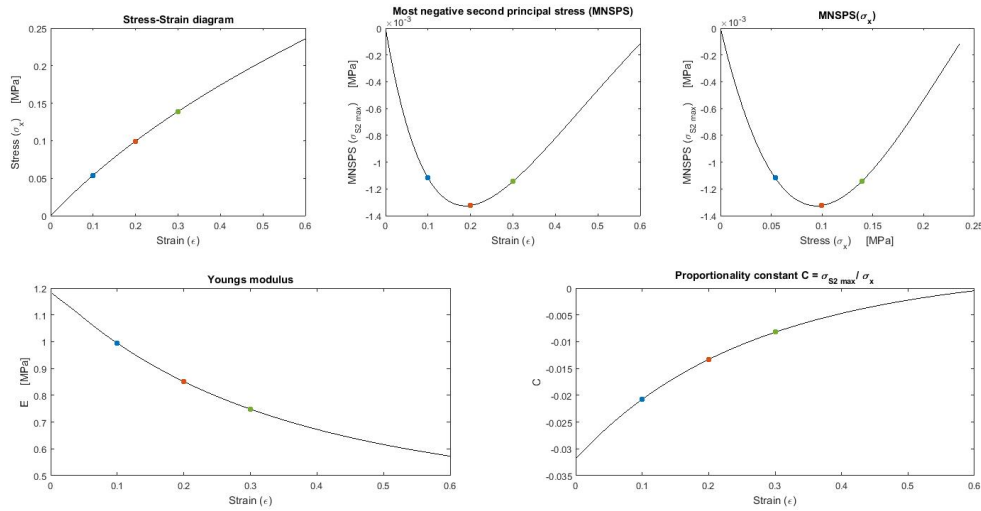 Stress-Strain diagram
0.25
0.2
0.15
0.1
0.05
0
Stress (σx) [MPa]
0 0.1 0.2 0.3 0.4 0.5 0.6
Strain (ϵ)
Most negative second principal stress (MNSPS)
×10-3
0
-0.2
-0.4
-0.6
-0.8
-1
-1.2
-1.4
MNSPS (σS2 max) [MPa]
0 0.1 0.2 0.3 0.4 0.5 0.6
Strain (ϵ)
MNSPS(σx)
×10-3
0
-0.2
-0.4
-0.6
-0.8
-1
-1.2
-1.4
MNSPS (σS2 max) [MPa]
0 0.05 0.1 0.15 0.2 0.25
Stress (σx) [MPa]
Youngs modulus
1.2
1.1
1
0.9
0.8
0.7
0.6
0.5
E [MPa]
0 0.1 0.2 0.3 0.4 0.5 0.6
Strain (ϵ)
Proportionality constant C = σS2 max/ σx
0
-0.005
-0.01
-0.015
-0.02
-0.025
-0.03
-0.035
C
0 0.1 0.2 0.3 0.4 0.5 0.6
Strain (ϵ)